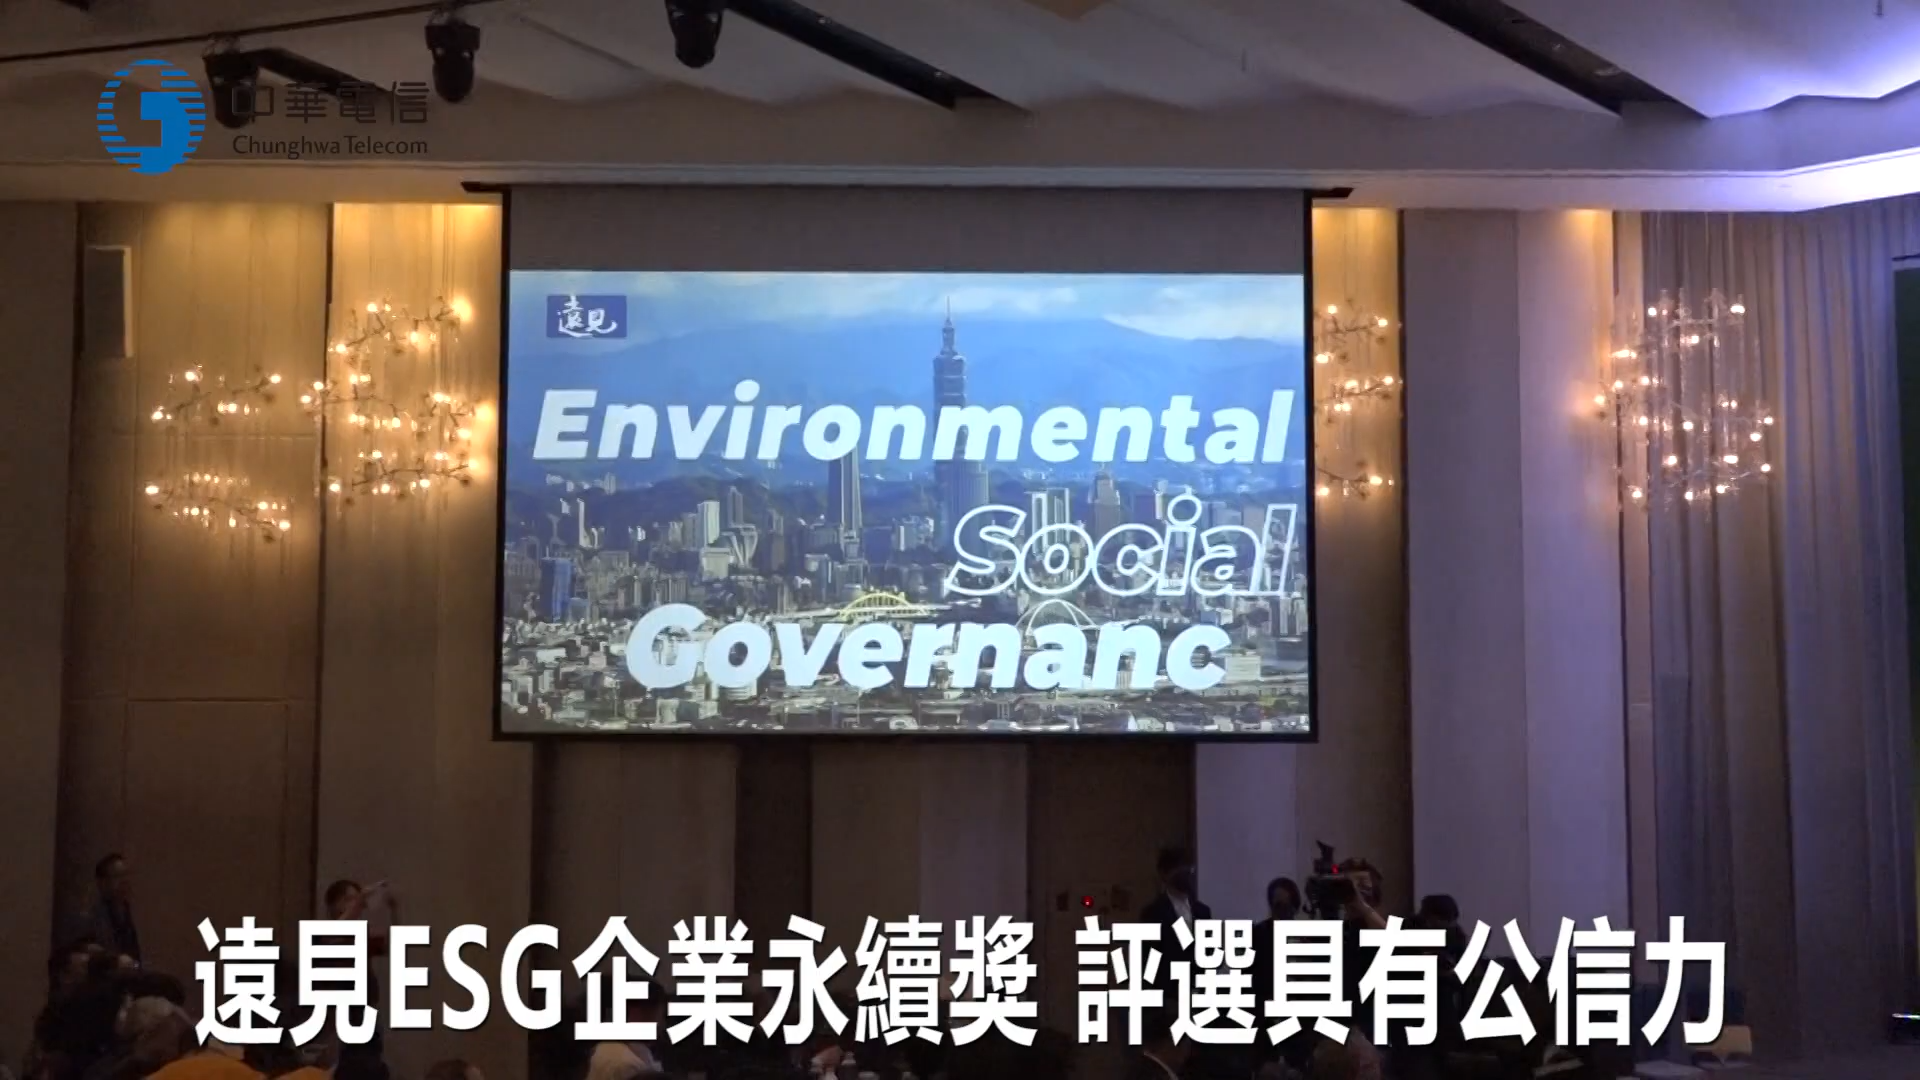 中華電信
Chunghwa Telecom
遠見
Environmental
Social
Governanc
遠見ESG企業永續獎 評選具有公信力